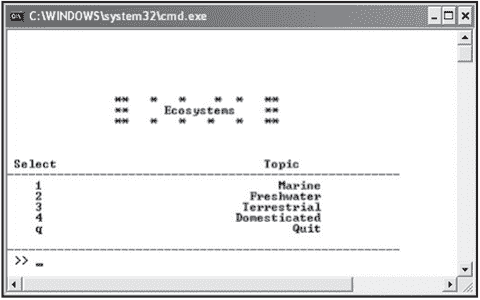 C:\WINDOWS\system32\cmd.exe
** * * * * **
** Ecosystems **
** * * * * **
Select Topic
1 Marine
2 Freshwater
3 Terrestrial
4 Domesticated
q Quit
>> _